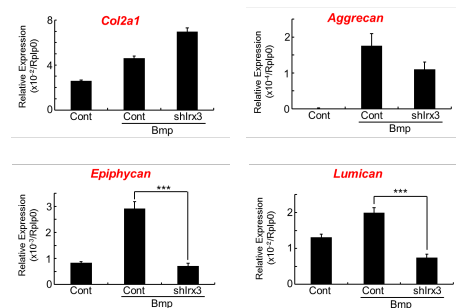 Col2a1
Relative Expression
(x10-2/Rplp0)
8
4
0
Cont Cont shIrx3
Bmp
Aggrecan
Relative Expression
(x10-4/Rplp0)
2
1
0
Cont Cont shIrx3
Bmp
Epiphycan
Relative Expression
(x10-3/Rplp0)
3
2
1
0
***
Cont Cont shIrx3
Bmp
Lumican
Relative Expression
(x10-2/Rplp0)
2
1
0
***
Cont Cont shIrx3
Bmp